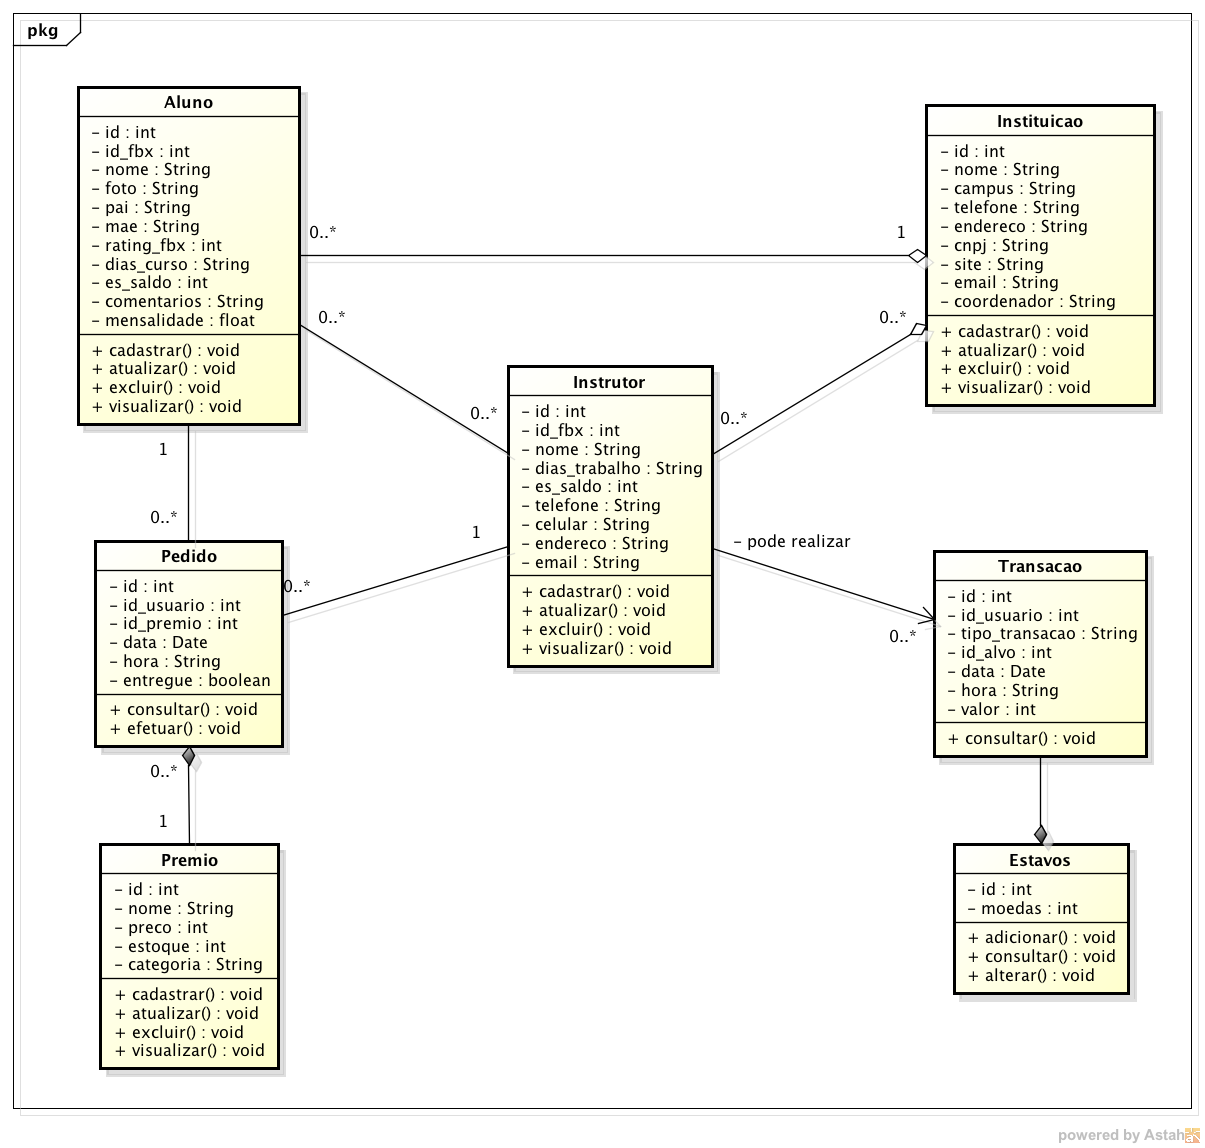 pkg
Aluno
– id : int
– id_fbx : int
– nome : String
– foto : String
– pai : String
– mae : String
– rating_fbx : int
– dias_curso : String
– es_saldo : int
– comentarios : String
– mensalidade : float
+ cadastrar() : void
+ atualizar() : void
+ excluir() : void
+ visualizar() : void
Instituicao
– id : int
– nome : String
– campus : String
– telefone : String
– endereco : String
– cnpj : String
– site : String
– email : String
– coordenador : String
+ cadastrar() : void
+ atualizar() : void
+ excluir() : void
+ visualizar() : void
0..*
1
0..*
0..*
0..*
0..*
Instrutor
– id : int
– id_fbx : int
– nome : String
– dias_trabalho : String
– es_saldo : int
– telefone : String
– celular : String
– endereco : String
– email : String
+ cadastrar() : void
+ atualizar() : void
+ excluir() : void
+ visualizar() : void
1
0..*
1
0..*
– pode realizar
0..*
Pedido
– id : int
– id_usuario : int
– id_premio : int
– data : Date
– hora : String
– entregue : boolean
+ consultar() : void
+ efetuar() : void
Transacao
– id : int
– id_usuario : int
– tipo_transacao : String
– id_alvo : int
– data : Date
– hora : String
– valor : int
+ consultar() : void
0..*
1
Premio
– id : int
– nome : String
– preco : int
– estoque : int
– categoria : String
+ cadastrar() : void
+ atualizar() : void
+ excluir() : void
+ visualizar() : void
Estavos
– id : int
– moedas : int
+ adicionar() : void
+ consultar() : void
+ alterar() : void
powered by Astah